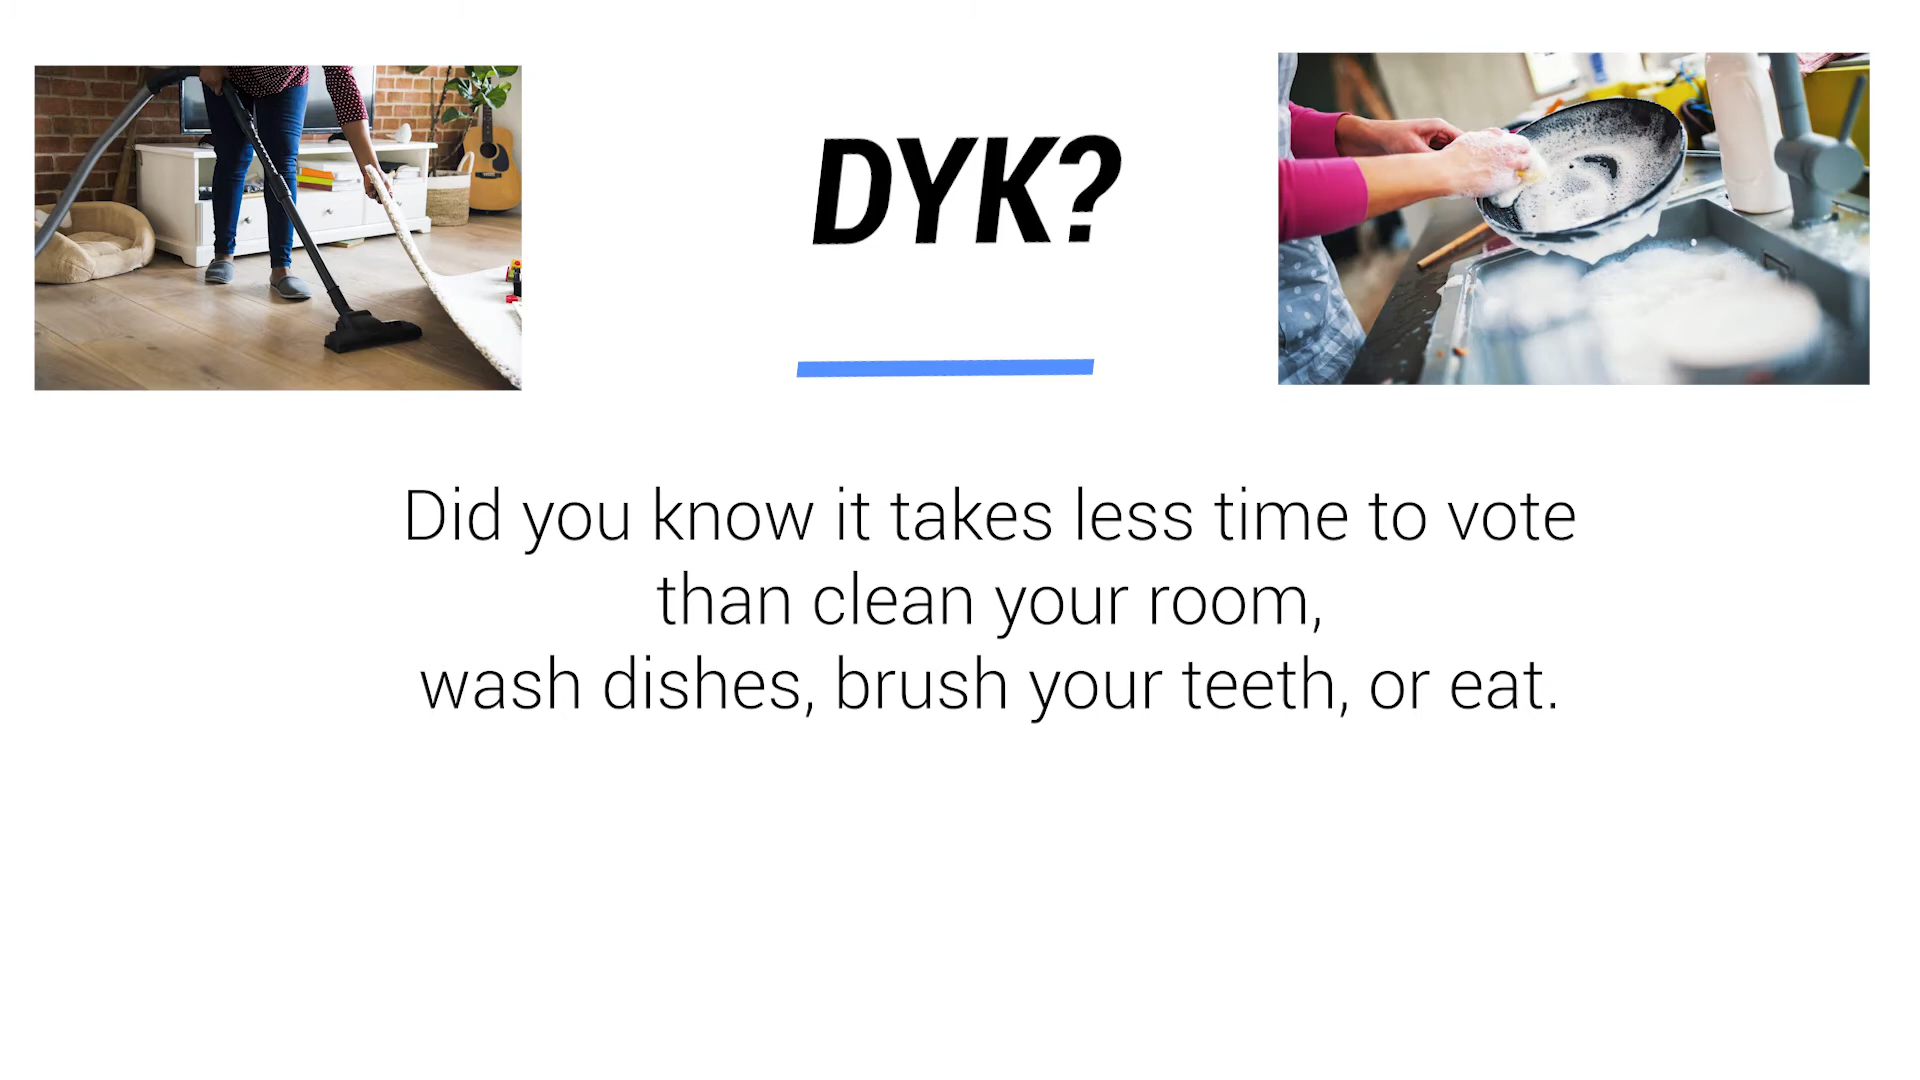 DYK?
Did you know it takes less time to vote
than clean your room,
wash dishes, brush your teeth, or eat.